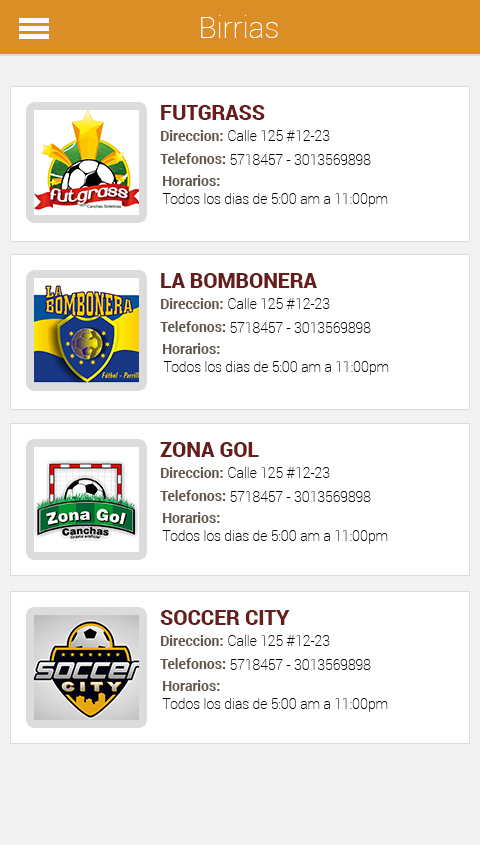 Birrias
FUTGRASS
Direccion: Calle 125 #12-23
Telefonos: 5718457 - 3013569898
Horarios:
Todos los dias de 5:00 am a 11:00pm
futgrass
Canchas Sintéticas
LA BOMBONERA
Direccion: Calle 125 #12-23
Telefonos: 5718457 - 3013569898
Horarios:
Todos los dias de 5:00 am a 11:00pm
LA
BOMBONERA
Fútbol - Parrill
ZONA GOL
Direccion: Calle 125 #12-23
Telefonos: 5718457 - 3013569898
Horarios:
Todos los dias de 5:00 am a 11:00pm
Zona Gol
Canchas
Grama artificial
SOCCER CITY
Direccion: Calle 125 #12-23
Telefonos: 5718457 - 3013569898
Horarios:
Todos los dias de 5:00 am a 11:00pm
soccer
CITY